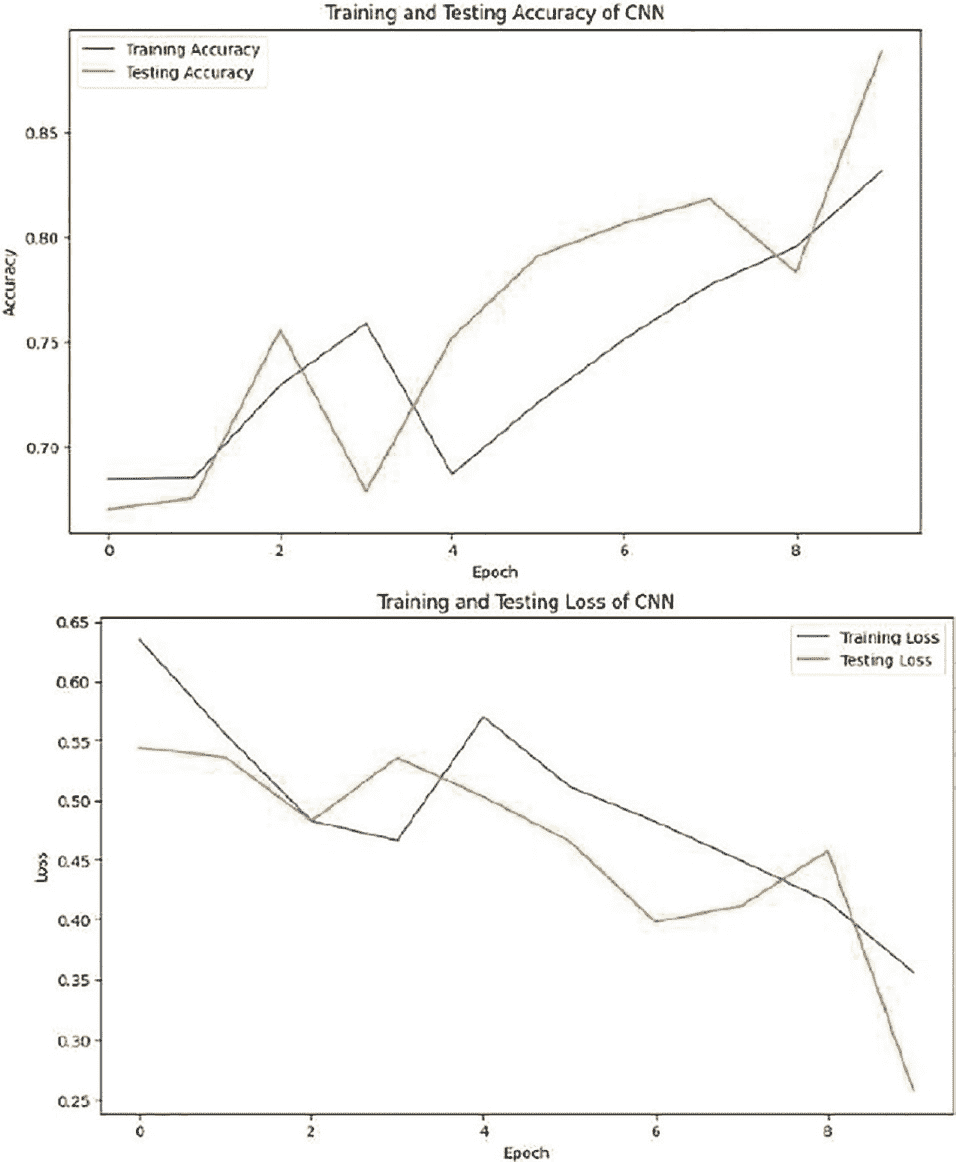 Training and Testing Accuracy of CNN
Training Accuracy
Testing Accuracy
0.85
0.80
0.75
0.70
Accuracy
0 2 4 6 8
Epoch
Training and Testing Loss of CNN
Training Loss
Testing Loss
0.65
0.60
0.55
0.50
0.45
0.40
0.35
0.30
0.25
Loss
0 2 4 6 8
Epoch